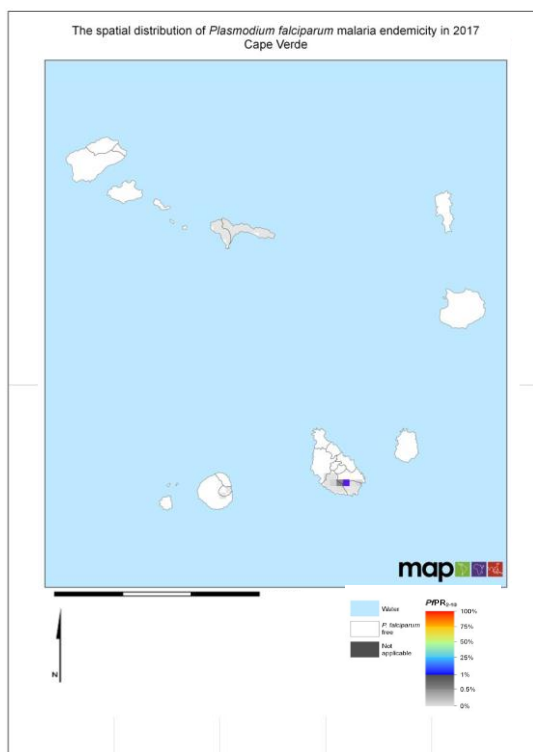 The spatial distribution of Plasmodium falciparum malaria endemicity in 2017
Cape Verde
map
Water
P. falciparum
free
Not
applicable
PfPR2-10
100%
75%
50%
25%
1%
0.5%
0%
N